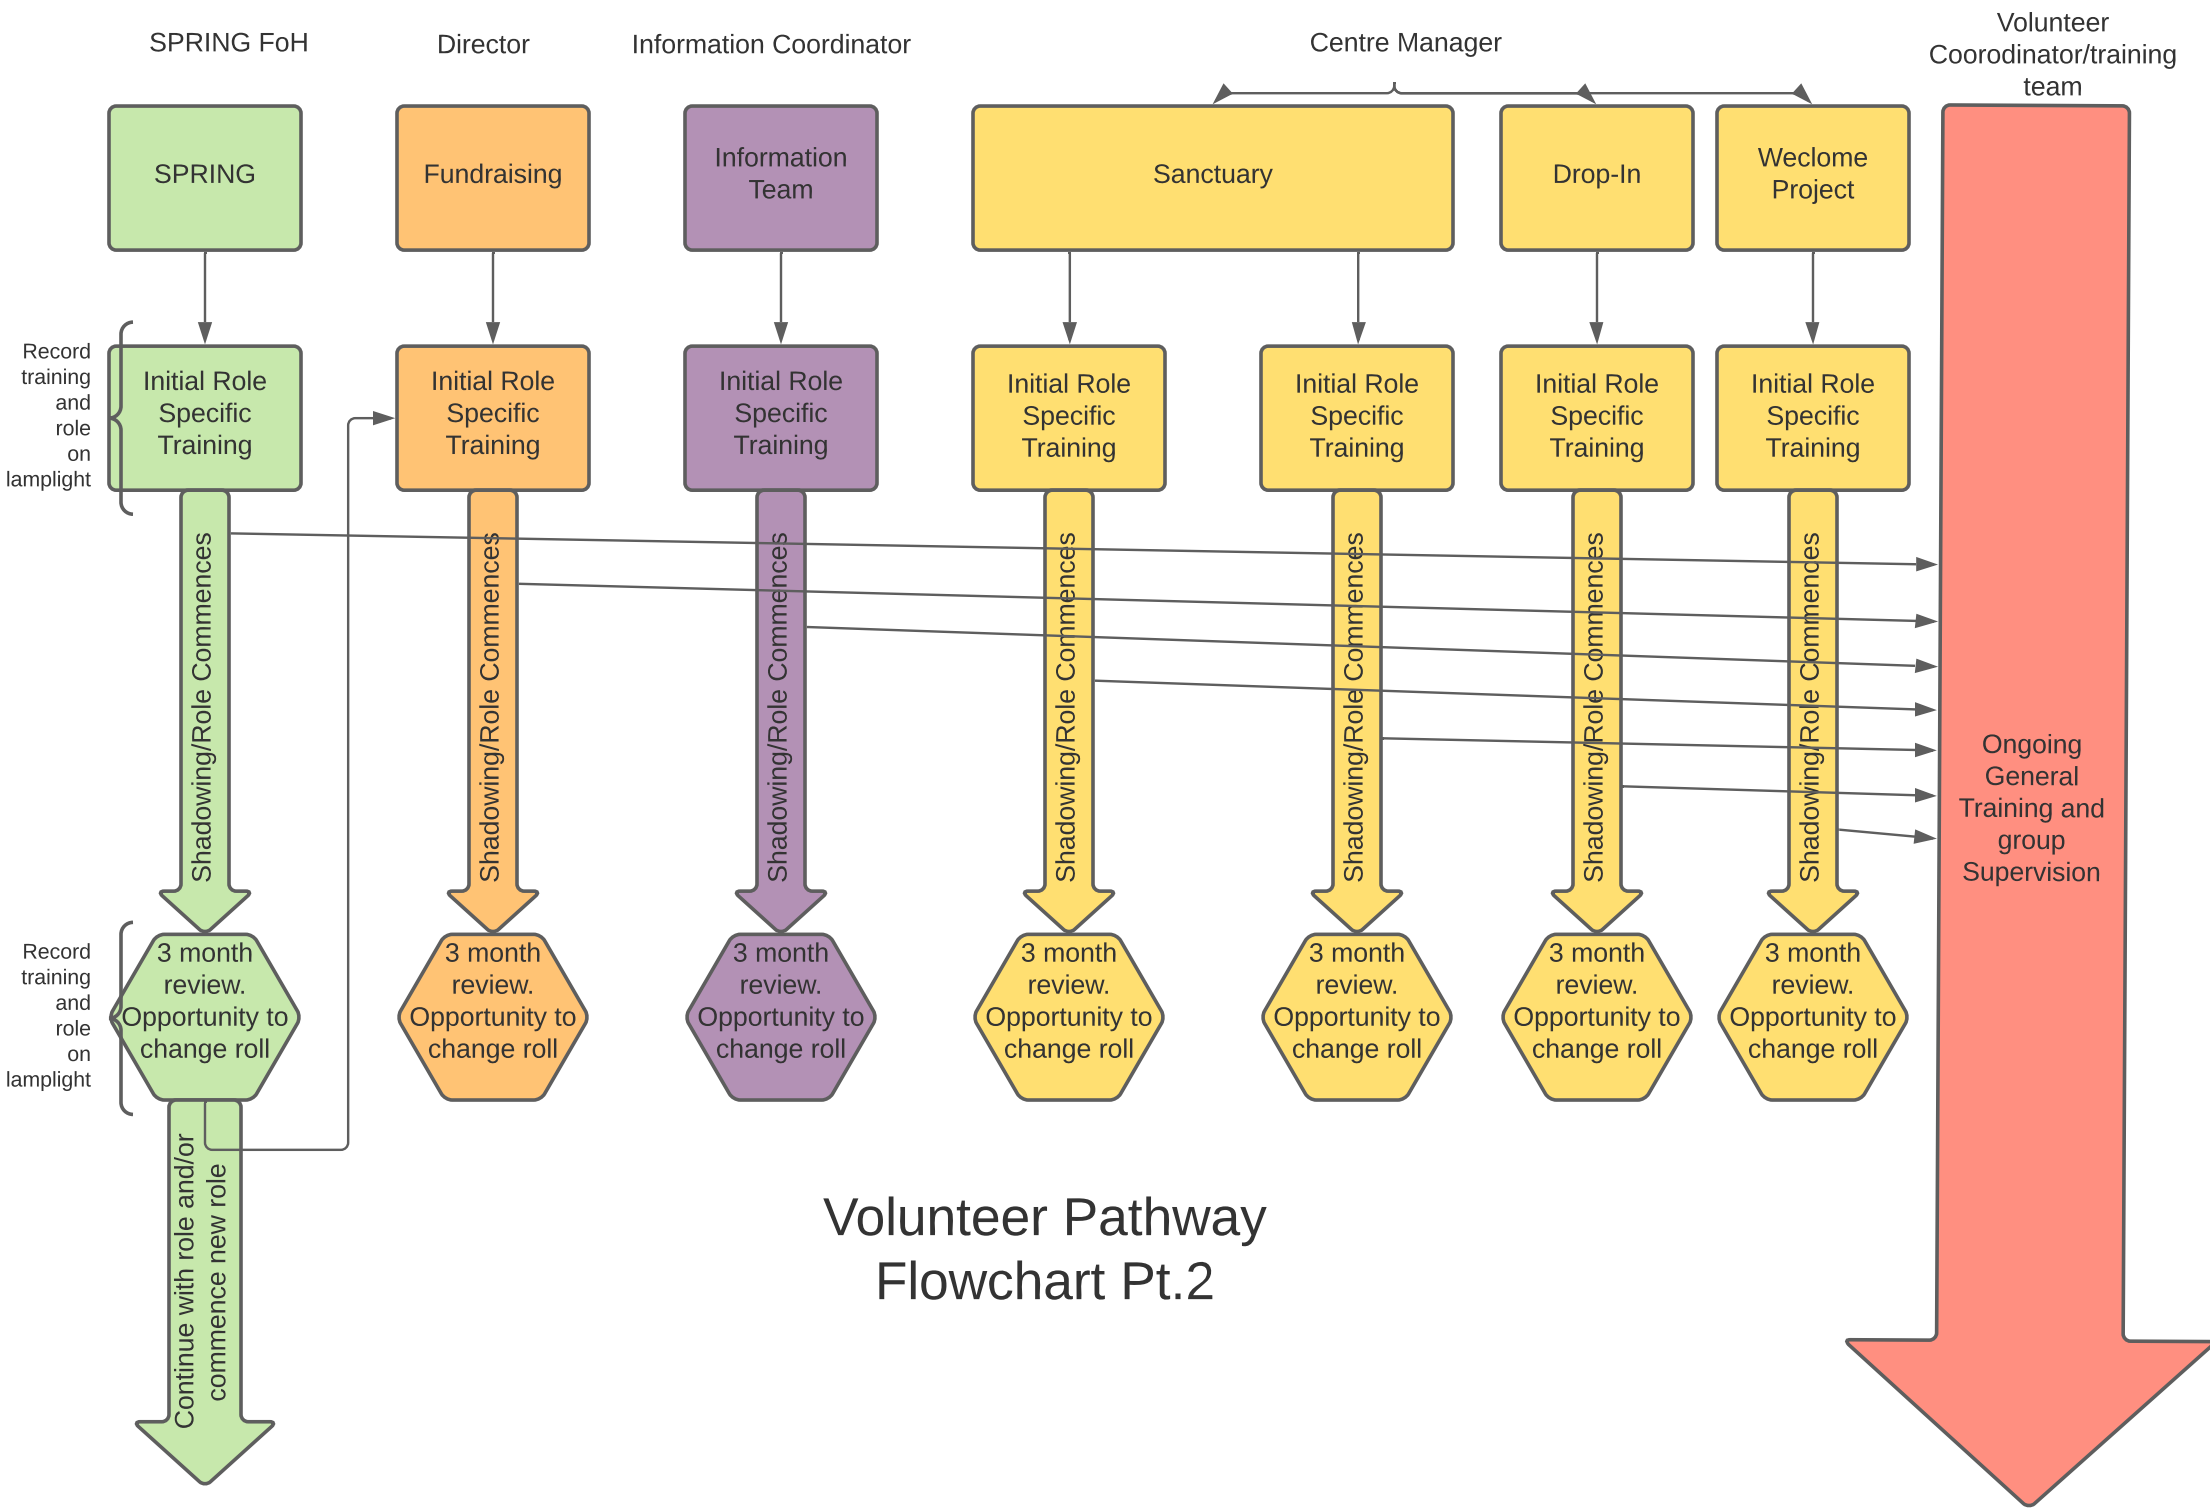 SPRING FoH
Director
Information Coordinator
Centre Manager
Volunteer
Coorodinator/training
team
SPRING
Fundraising
Information
Team
Sanctuary
Drop-In
Weclome
Project
Record
training
and
role
on
lamplight
Initial Role
Specific
Training
Initial Role
Specific
Training
Initial Role
Specific
Training
Initial Role
Specific
Training
Initial Role
Specific
Training
Initial Role
Specific
Training
Initial Role
Specific
Training
Shadowing/Role Commences
Shadowing/Role Commences
Shadowing/Role Commences
Shadowing/Role Commences
Shadowing/Role Commences
Shadowing/Role Commences
Shadowing/Role Commences
Ongoing
General
Training and
group
Supervision
Record
training
and
role
on
lamplight
3 month
review.
Opportunity to
change roll
3 month
review.
Opportunity to
change roll
3 month
review.
Opportunity to
change roll
3 month
review.
Opportunity to
change roll
3 month
review.
Opportunity to
change roll
3 month
review.
Opportunity to
change roll
3 month
review.
Opportunity to
change roll
Continue with role and/or
commence new role
Volunteer Pathway
Flowchart Pt.2